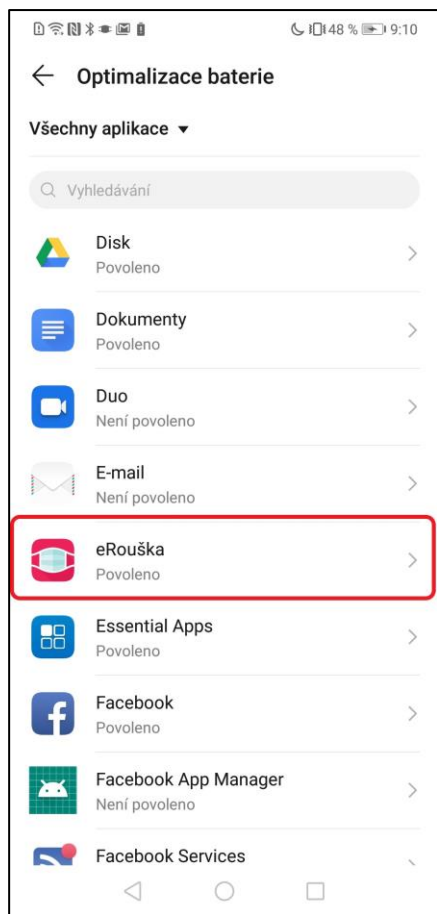 48 % 9:10
Optimalizace baterie
Všechny aplikace
Vyhledávání
Disk
Povoleno
Dokumenty
Povoleno
Duo
Není povoleno
E-mail
Není povoleno
eRouška
Povoleno
Essential Apps
Povoleno
Facebook
Povoleno
Facebook App Manager
Není povoleno
Facebook Services